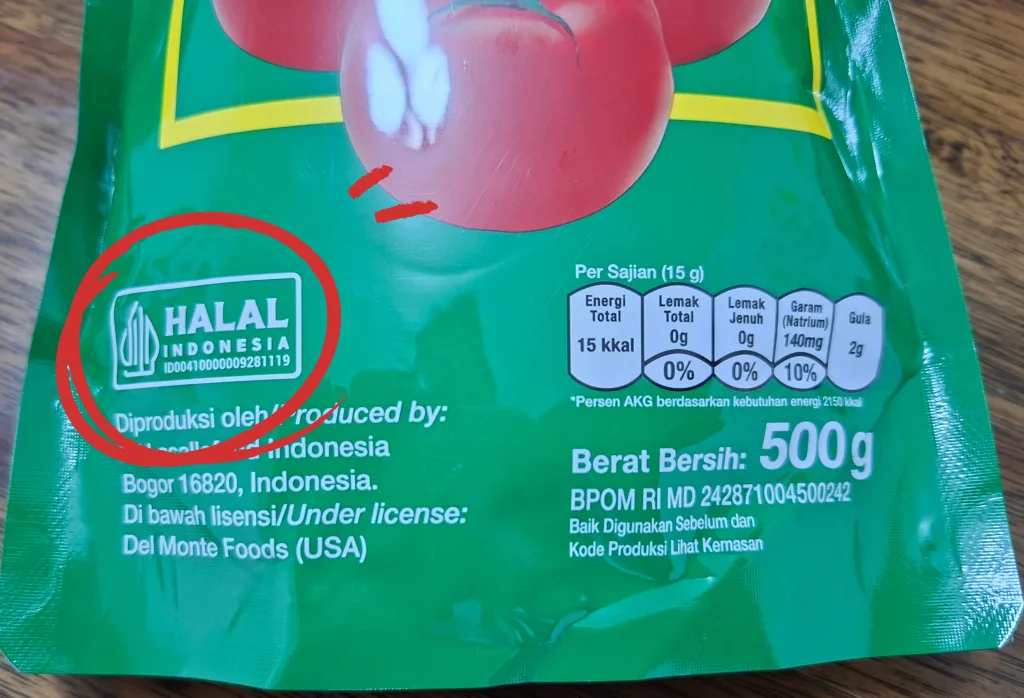 HALAL
INDONESIA
ID00410000009281119
Diproduksi oleh/Produced by:
Indonesia
Bogor 16820, Indonesia.
Di bawah lisensi/Under license:
Del Monte Foods (USA)
Per Sajian (15 g)
Energi Total 15 kkal
Lemak Total 0g 0%
Lemak Jenuh 0g 0%
Garam (Natrium) 140mg 10%
Gula 2g
*Persen AKG berdasarkan kebutuhan energi 2150 kkal
Berat Bersih: 500g
BPOM RI MD 242871004500242
Baik Digunakan Sebelum dan
Kode Produksi Lihat Kemasan